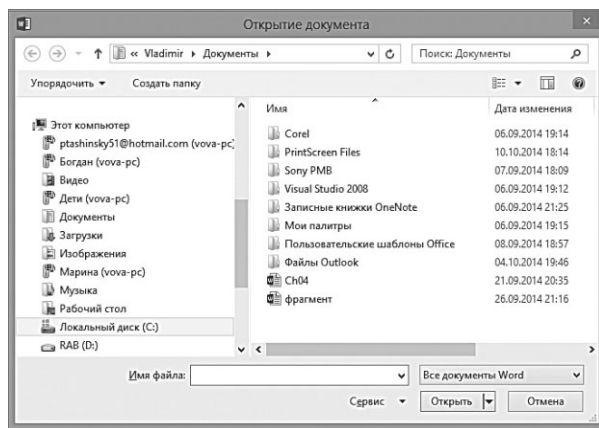 Открытие документа
« Vladimir ▸ Документы ▸
Поиск: Документы
Упорядочить ▾ Создать папку
Этот компьютер
ptashinsky51@hotmail.com (vova-pc)
Богдан (vova-pc)
Видео
Дети (vova-pc)
Документы
Загрузки
Изображения
Марина (vova-pc)
Музыка
Рабочий стол
Локальный диск (C:)
RAB (D:)
Имя Дата изменения
Corel 06.09.2014 19:14
PrintScreen Files 10.10.2014 18:14
Sony PMB 07.09.2014 18:09
Visual Studio 2008 06.09.2014 19:12
Записные книжки OneNote 06.09.2014 21:25
Мои палитры 06.09.2014 19:15
Пользовательские шаблоны Office 08.09.2014 18:57
Файлы Outlook 04.10.2014 19:46
Ch04 21.09.2014 20:35
фрагмент 26.09.2014 21:16
Имя файла: Все документы Word
Сервис ▾ Открыть ▾ Отмена